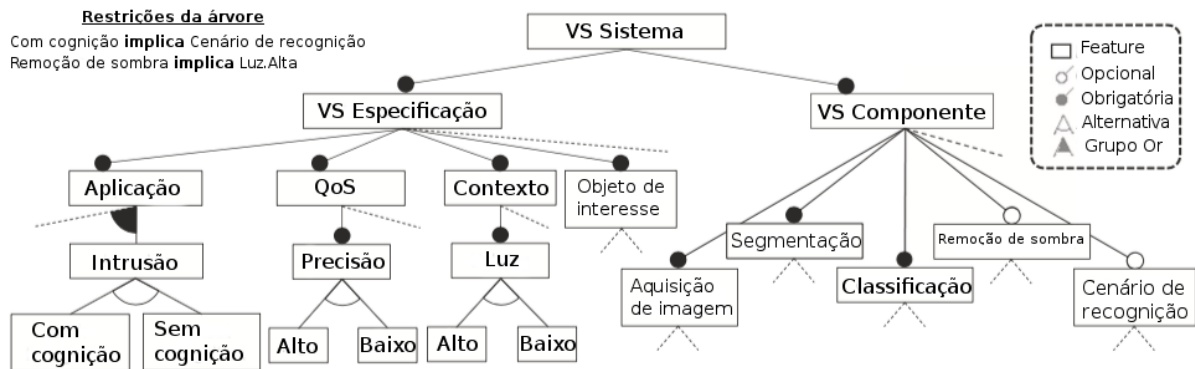 Restrições da árvore
Com cognição implica Cenário de recognição
Remoção de sombra implica Luz.Alta
VS Sistema
Feature
Opcional
Obrigatória
Alternativa
Grupo Or
VS Especificação
VS Componente
Aplicação
QoS
Contexto
Objeto de
interesse
Segmentação
Remoção de sombra
Intrusão
Precisão
Luz
Aquisição
de imagem
Classificação
Cenário de
recognição
Com
cognição
Sem
cognição
Alto
Baixo
Alto
Baixo